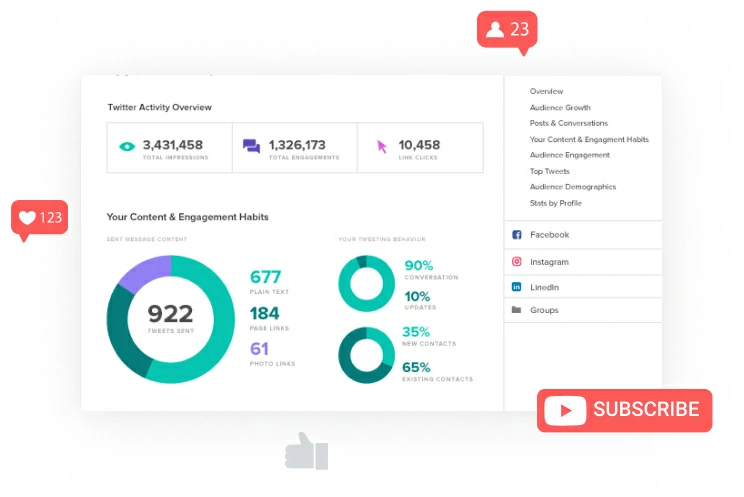 23
Twitter Activity Overview
3,431,458
TOTAL IMPRESSIONS
1,326,173
TOTAL ENGAGEMENTS
10,458
LINK CLICKS
Overview
Audience Growth
Posts & Conversations
Your Content & Engagment Habits
Audience Engagement
Top Tweets
Audience Demographics
Stats by Profile
Facebook
Instagram
LinedIn
Groups
123
Your Content & Engagement Habits
SENT MESSAGE CONTENT
922
TWEETS SENT
677
PLAIN TEXT
184
PAGE LINKS
61
PHOTO LINKS
YOUR TWEETING BEHAVIOR
90%
CONVERSATION
10%
UPDATES
35%
NEW CONTACTS
65%
EXISTING CONTACTS
SUBSCRIBE